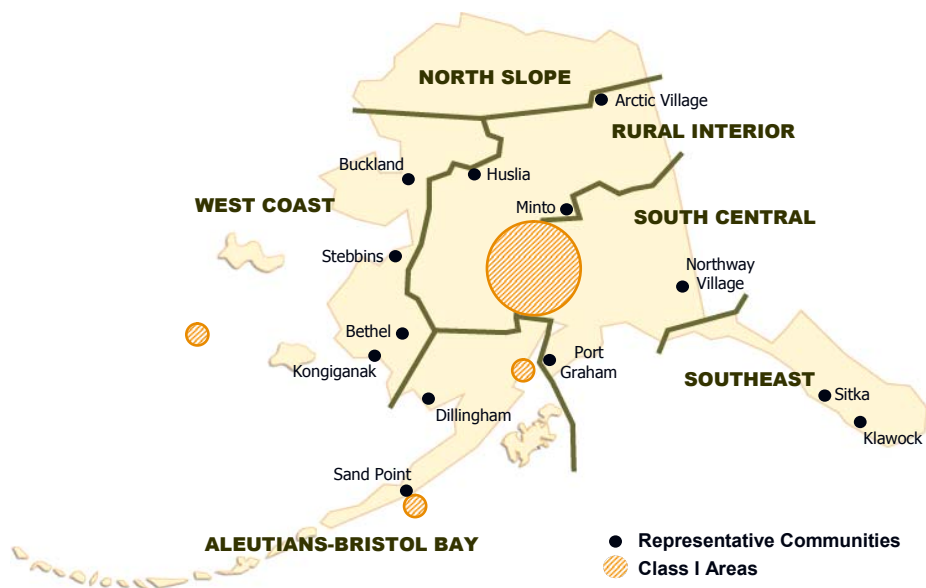 NORTH SLOPE
Arctic Village
RURAL INTERIOR
Buckland
Huslia
WEST COAST
Minto
SOUTH CENTRAL
Stebbins
Northway
Village
Bethel
Kongiganak
Port
Graham
SOUTHEAST
Dillingham
Sitka
Klawock
Sand Point
ALEUTIANS-BRISTOL BAY
Representative Communities
Class I Areas